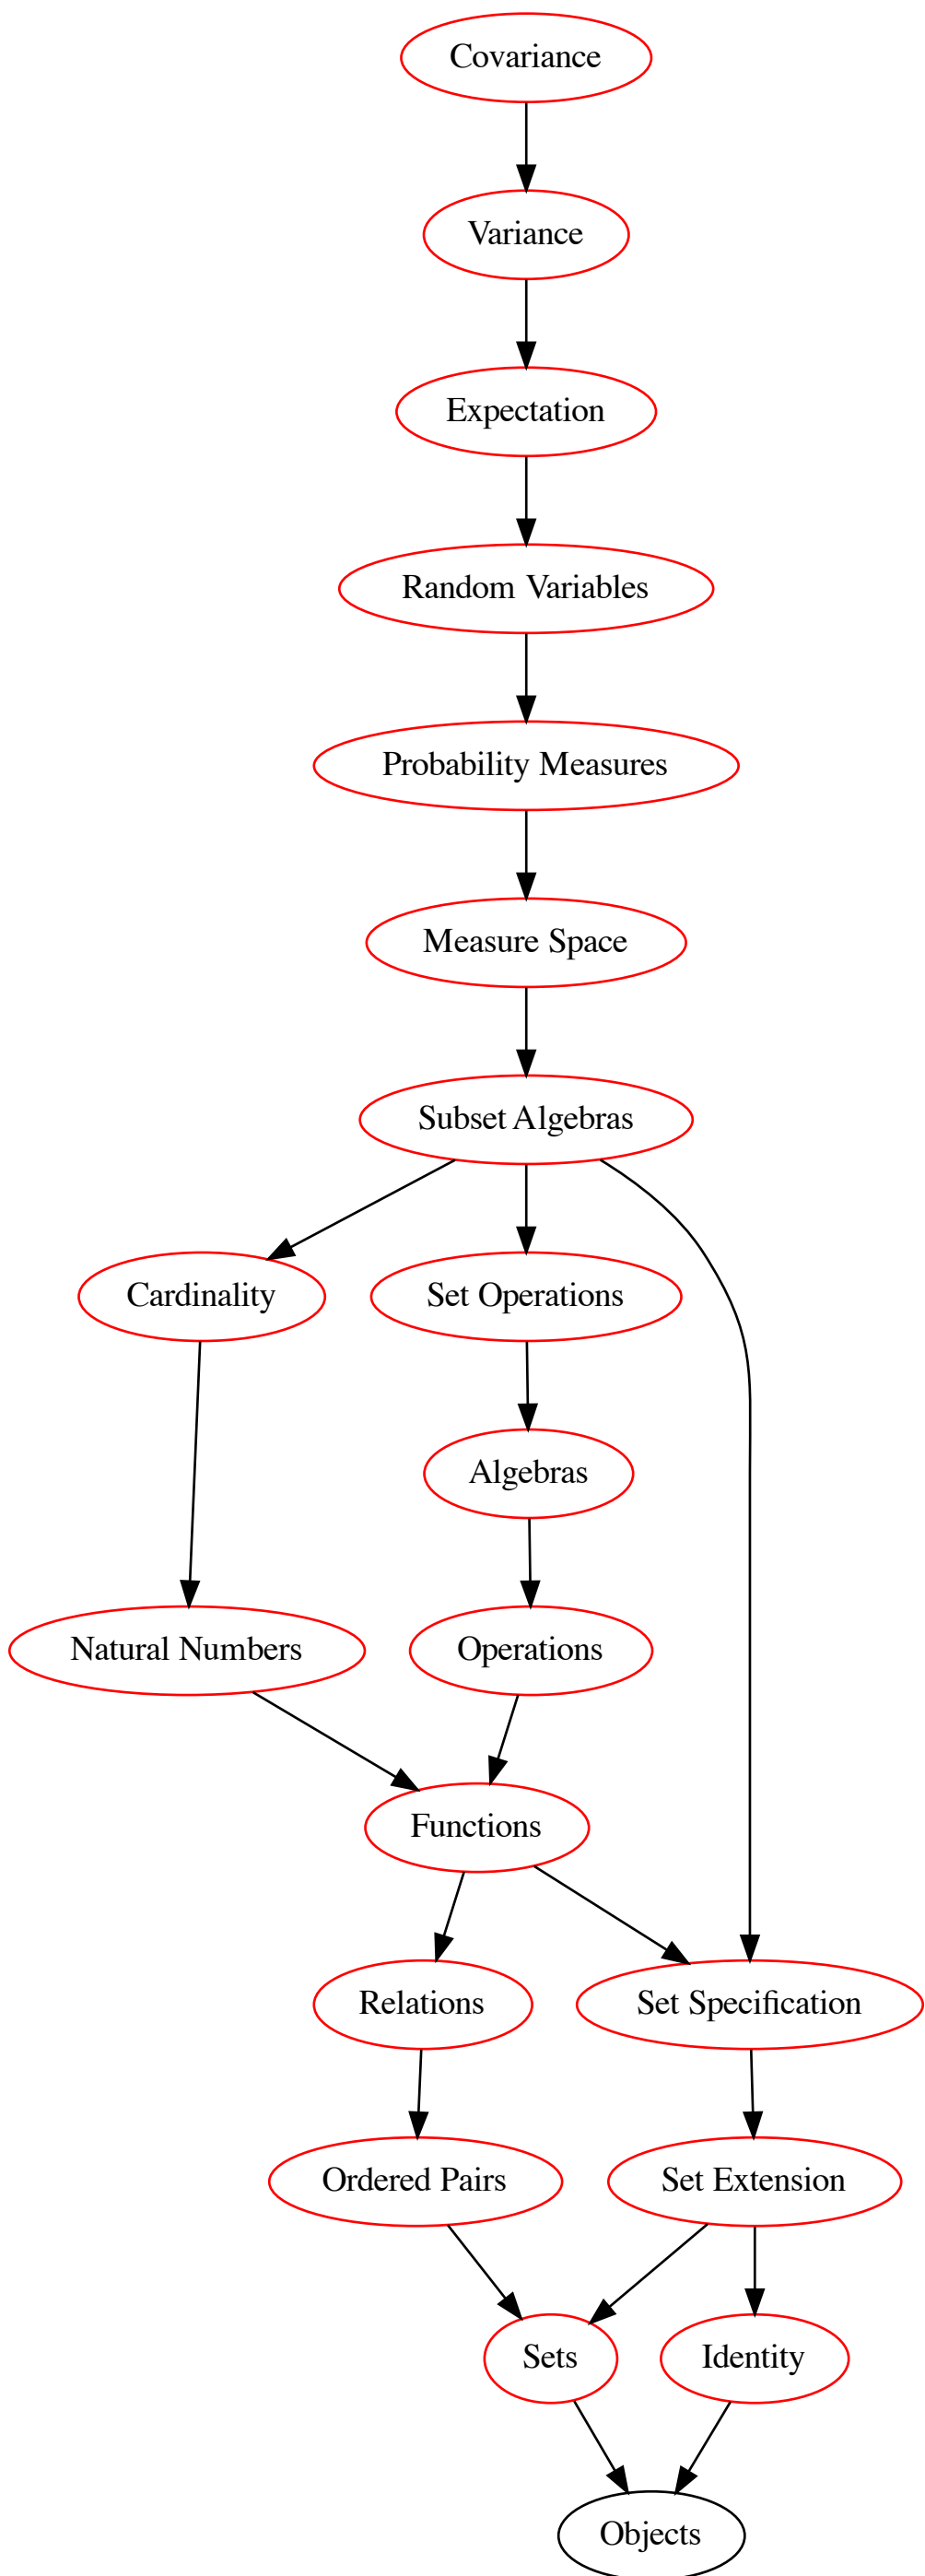 Covariance
Variance
Expectation
Random Variables
Probability Measures
Measure Space
Subset Algebras
Cardinality
Set Operations
Algebras
Natural Numbers
Operations
Functions
Relations
Set Specification
Ordered Pairs
Set Extension
Sets
Identity
Objects